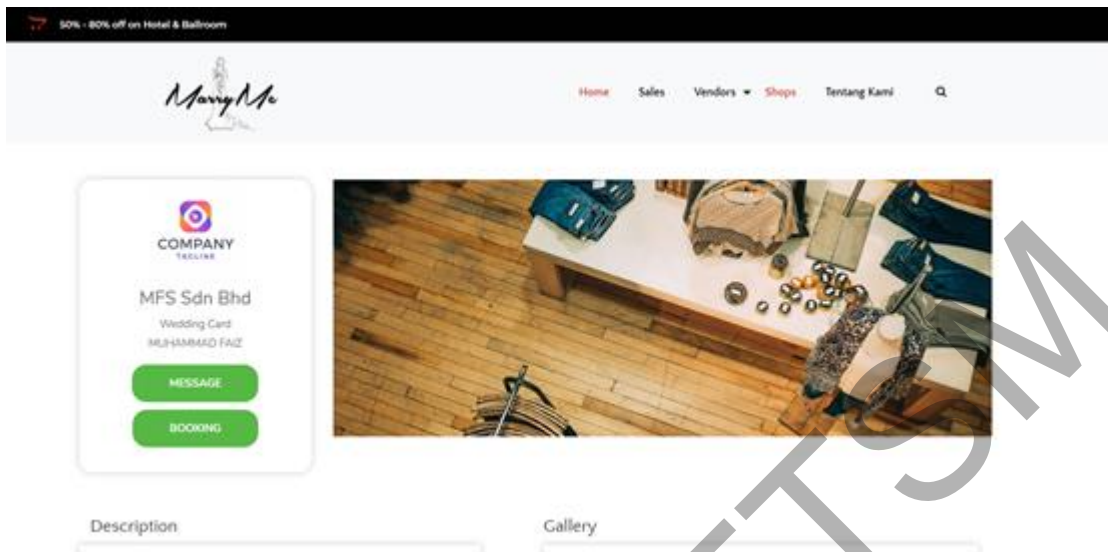 50% - 80% off on Hotel & Ballroom
Marry Me
Home Sales Vendors Shops Tentang Kami
COMPANY
TAGLINE
MFS Sdn Bhd
Wedding Card
MUHAMMAD FAIZ
MESSAGE
BOOKING
Description Gallery
FTSM